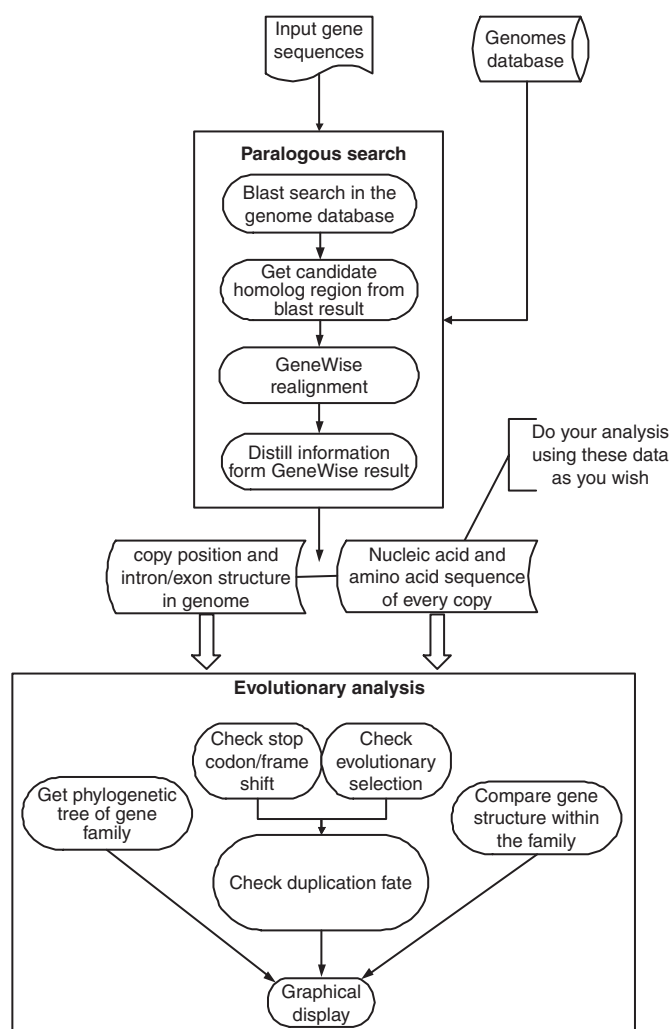 Input gene
sequences
Genomes
database
Paralogous search
Blast search in the
genome database
Get candidate
homolog region from
blast result
GeneWise
realignment
Distill information
form GeneWise result
Do your analysis
using these data
as you wish
copy position and
intron/exon structure
in genome
Nucleic acid and
amino acid sequence
of every copy
Evolutionary analysis
Check stop
codon/frame
shift
Check
evolutionary
selection
Get phylogenetic
tree of gene
family
Compare gene
structure within
the family
Check duplication fate
Graphical
display